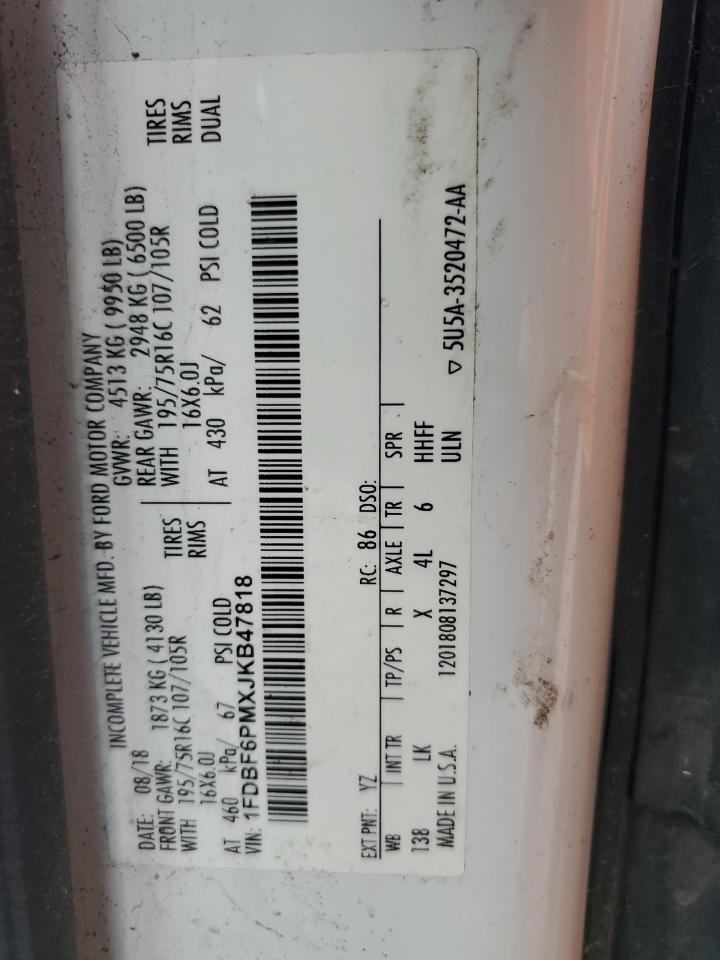 INCOMPLETE VEHICLE MFD. BY FORD MOTOR COMPANY
DATE: 08/18 GVWR: 4513 KG ( 9950 LB)
FRONT GAWR: 1873 KG ( 4130 LB) REAR GAWR: 2948 KG ( 6500 LB)
WITH 195/75R16C 107/105R TIRES WITH 195/75R16C 107/105R TIRES
16X6.0J RIMS 16X6.0J RIMS
AT 460 kPa/ 67 PSI COLD AT 430 kPa/ 62 PSI COLD DUAL
VIN: 1FDBF6PMXJKB47818
EXT PNT: YZ RC: 86 DSO:
WB INT TR TP/PS R AXLE TR SPR
138 LK X 4L 6 HHFF
MADE IN U.S.A. 1201808137297 ULN
▽ 5U5A-3520472-AA